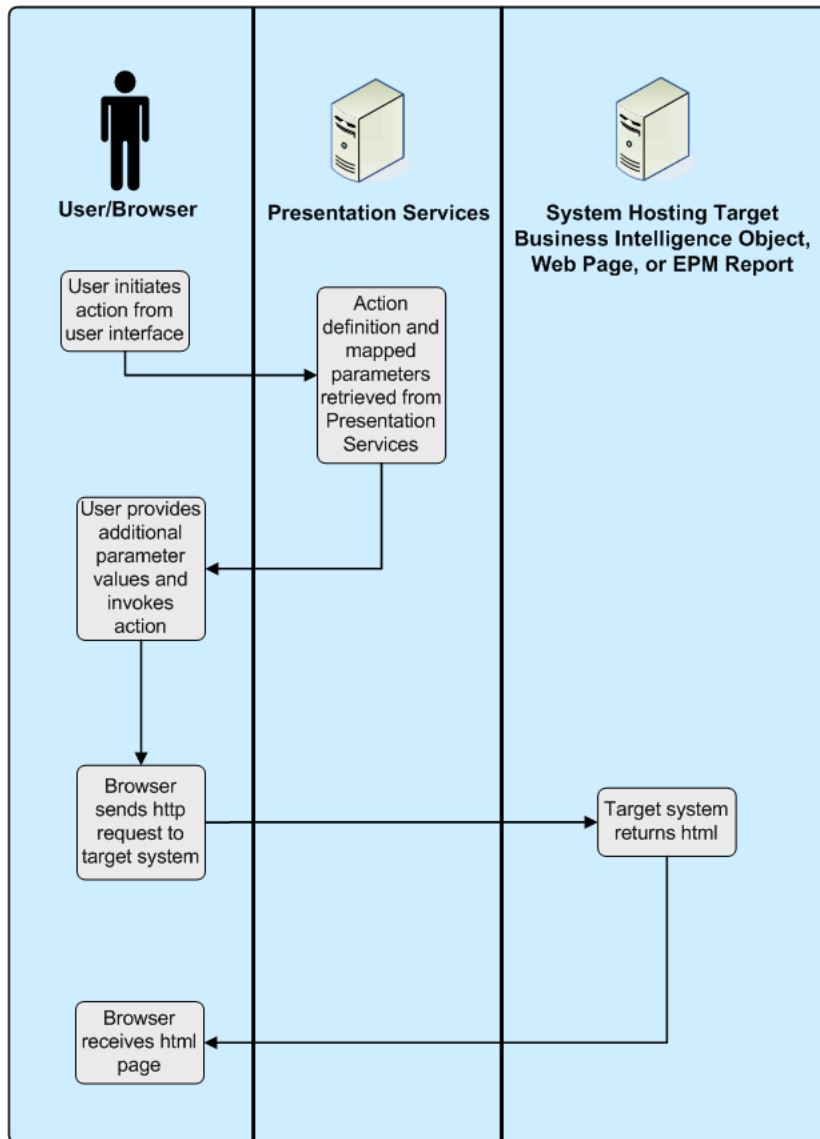 User/Browser
Presentation Services
System Hosting Target
Business Intelligence Object,
Web Page, or EPM Report
User initiates
action from
user interface
Action
definition and
mapped
parameters
retrieved from
Presentation
Services
User provides
additional
parameter
values and
invokes
action
Browser
sends http
request to
target system
Target system
returns html
Browser
receives html
page